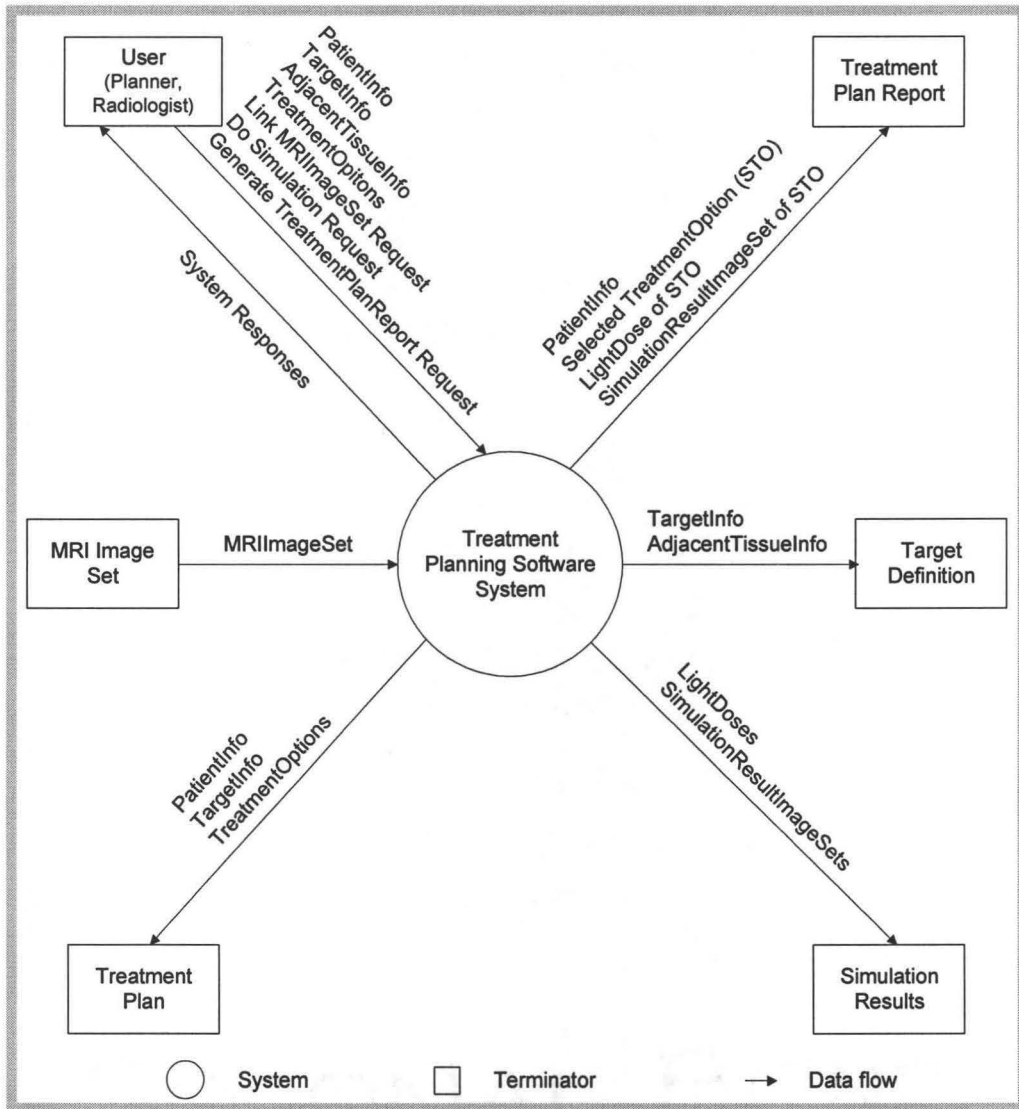 User
(Planner,
Radiologist)
PatientInfo
TargetInfo
AdjacentTissueInfo
TreatmentOpitons
Link MRIImageSet Request
Do Simulation Request
Generate TreatmentPlanReport Request
System Responses
Treatment
Plan Report
PatientInfo
Selected TreatmentOption (STO)
LightDose of STO
SimulationResultImageSet of STO
MRI Image
Set
MRIImageSet
Treatment
Planning Software
System
TargetInfo
AdjacentTissueInfo
Target
Definition
PatientInfo
TargetInfo
TreatmentOptions
LightDoses
SimulationResultImageSets
Treatment
Plan
Simulation
Results
System
Terminator
Data flow